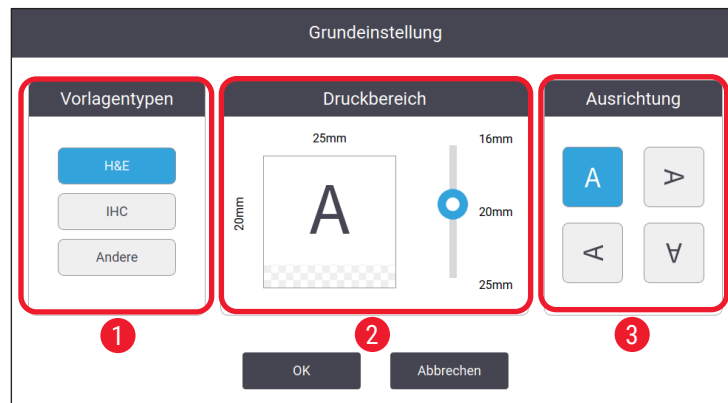 Grundeinstellung
Vorlagentypen
H&E
IHC
Andere
1
Druckbereich
25mm
20mm
A
16mm
20mm
25mm
2
Ausrichtung
A
A
A
A
3
OK
Abbrechen